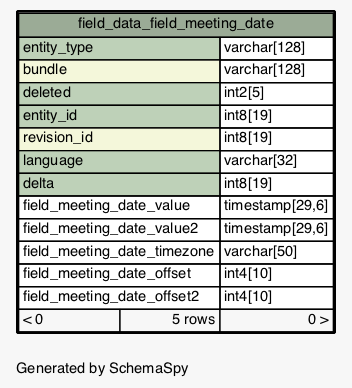 field_data_field_meeting_date
entity_type varchar[128]
bundle varchar[128]
deleted int2[5]
entity_id int8[19]
revision_id int8[19]
language varchar[32]
delta int8[19]
field_meeting_date_value timestamp[29,6]
field_meeting_date_value2 timestamp[29,6]
field_meeting_date_timezone varchar[50]
field_meeting_date_offset int4[10]
field_meeting_date_offset2 int4[10]
< 0 5 rows 0 >
Generated by SchemaSpy